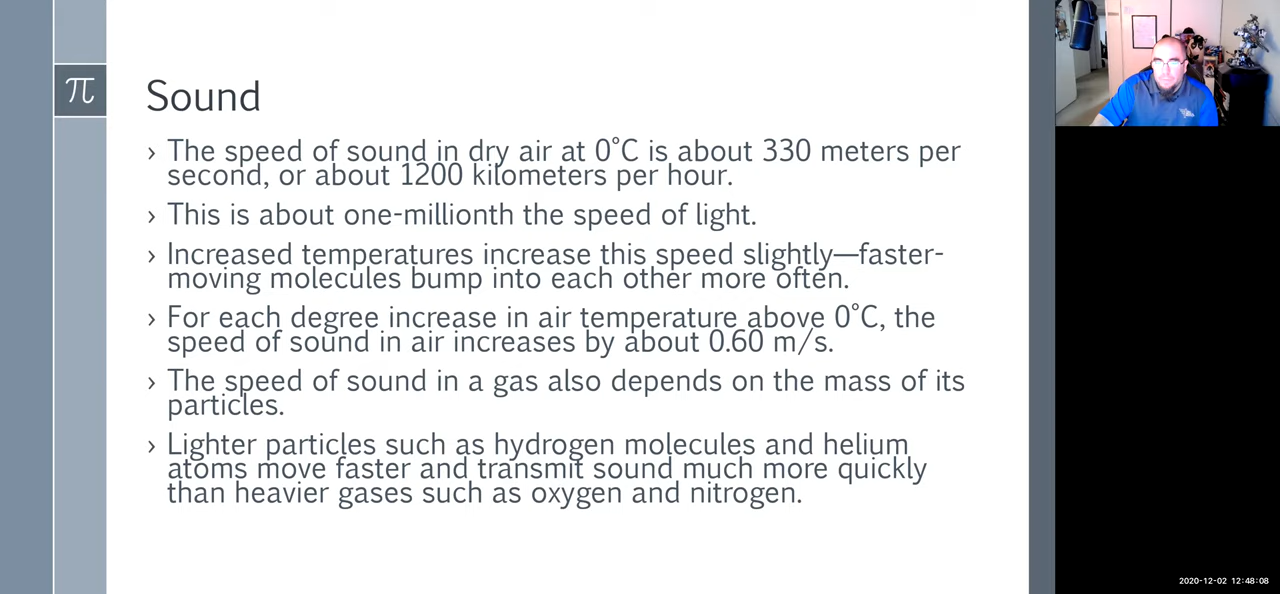 π
Sound
› The speed of sound in dry air at 0°C is about 330 meters per
second, or about 1200 kilometers per hour.
› This is about one-millionth the speed of light.
› Increased temperatures increase this speed slightly—faster-
moving molecules bump into each other more often.
› For each degree increase in air temperature above 0°C, the
speed of sound in air increases by about 0.60 m/s.
› The speed of sound in a gas also depends on the mass of its
particles.
› Lighter particles such as hydrogen molecules and helium
atoms move faster and transmit sound much more quickly
than heavier gases such as oxygen and nitrogen.
2020-12-02 12:48:08